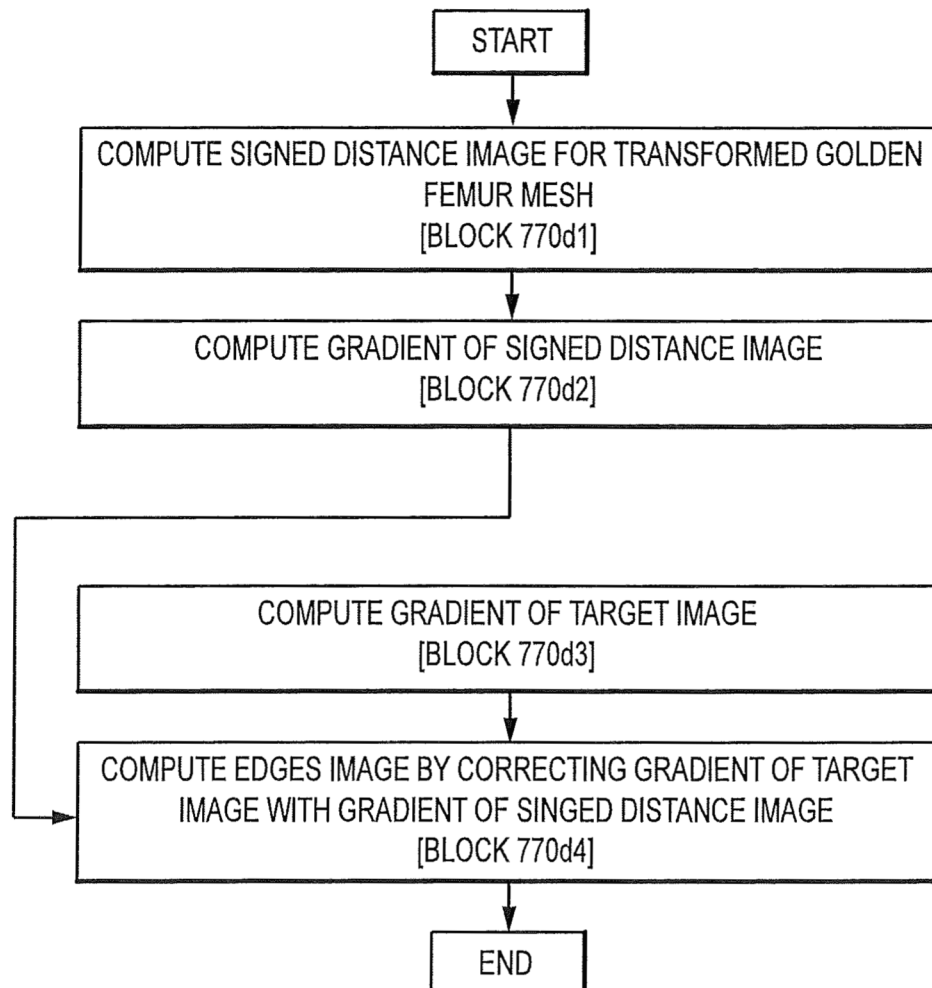 START
COMPUTE SIGNED DISTANCE IMAGE FOR TRANSFORMED GOLDEN
FEMUR MESH
[BLOCK 770d1]
COMPUTE GRADIENT OF SIGNED DISTANCE IMAGE
[BLOCK 770d2]
COMPUTE GRADIENT OF TARGET IMAGE
[BLOCK 770d3]
COMPUTE EDGES IMAGE BY CORRECTING GRADIENT OF TARGET
IMAGE WITH GRADIENT OF SINGED DISTANCE IMAGE
[BLOCK 770d4]
END